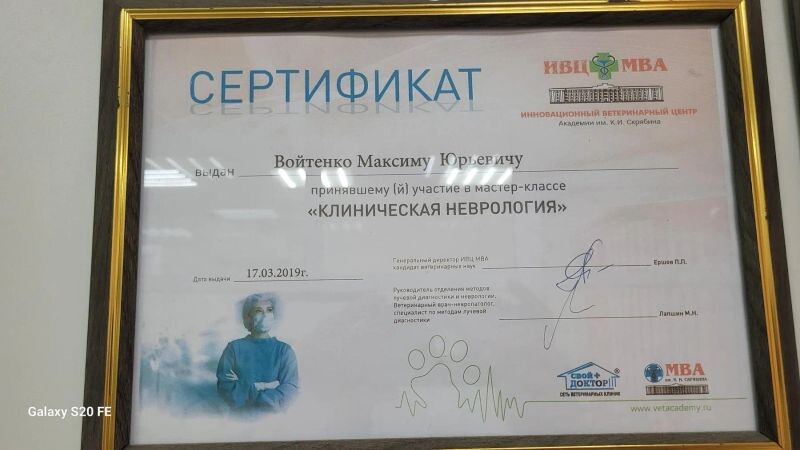 СЕРТИФИКАТ
ИВЦ МВА
ИННОВАЦИОННЫЙ ВЕТЕРИНАРНЫЙ ЦЕНТР
Академии им. К.И. Скрябина
выдан Войтенко Максиму Юрьевичу
принявшему (й) участие в мастер-классе
«КЛИНИЧЕСКАЯ НЕВРОЛОГИЯ»
Генеральный директор ИВЦ МВА
кандидат ветеринарных наук
Ершов П.П.
Дата выдачи 17.03.2019г.
Руководитель отделения методов
лучевой диагностики и неврологии,
Ветеринарный врач-невропатолог,
специалист по методам лучевой
диагностики
Лапшин М.Н.
СВОЙ+
ДОКТОР
СЕТЬ ВЕТЕРИНАРНЫХ КЛИНИК
МВА
им. К.И. СКРЯБИНА
www.vetacademy.ru
Galaxy S20 FE